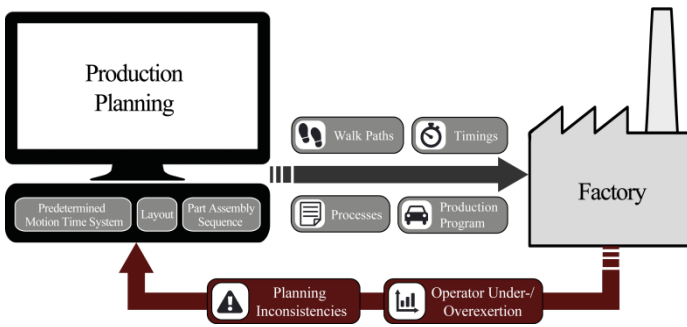 Production
Planning
Walk Paths
Timings
Predetermined
Motion Time System
Layout
Part Assembly
Sequence
Processes
Production
Program
Factory
Planning
Inconsistencies
Operator Under-/
Overexertion